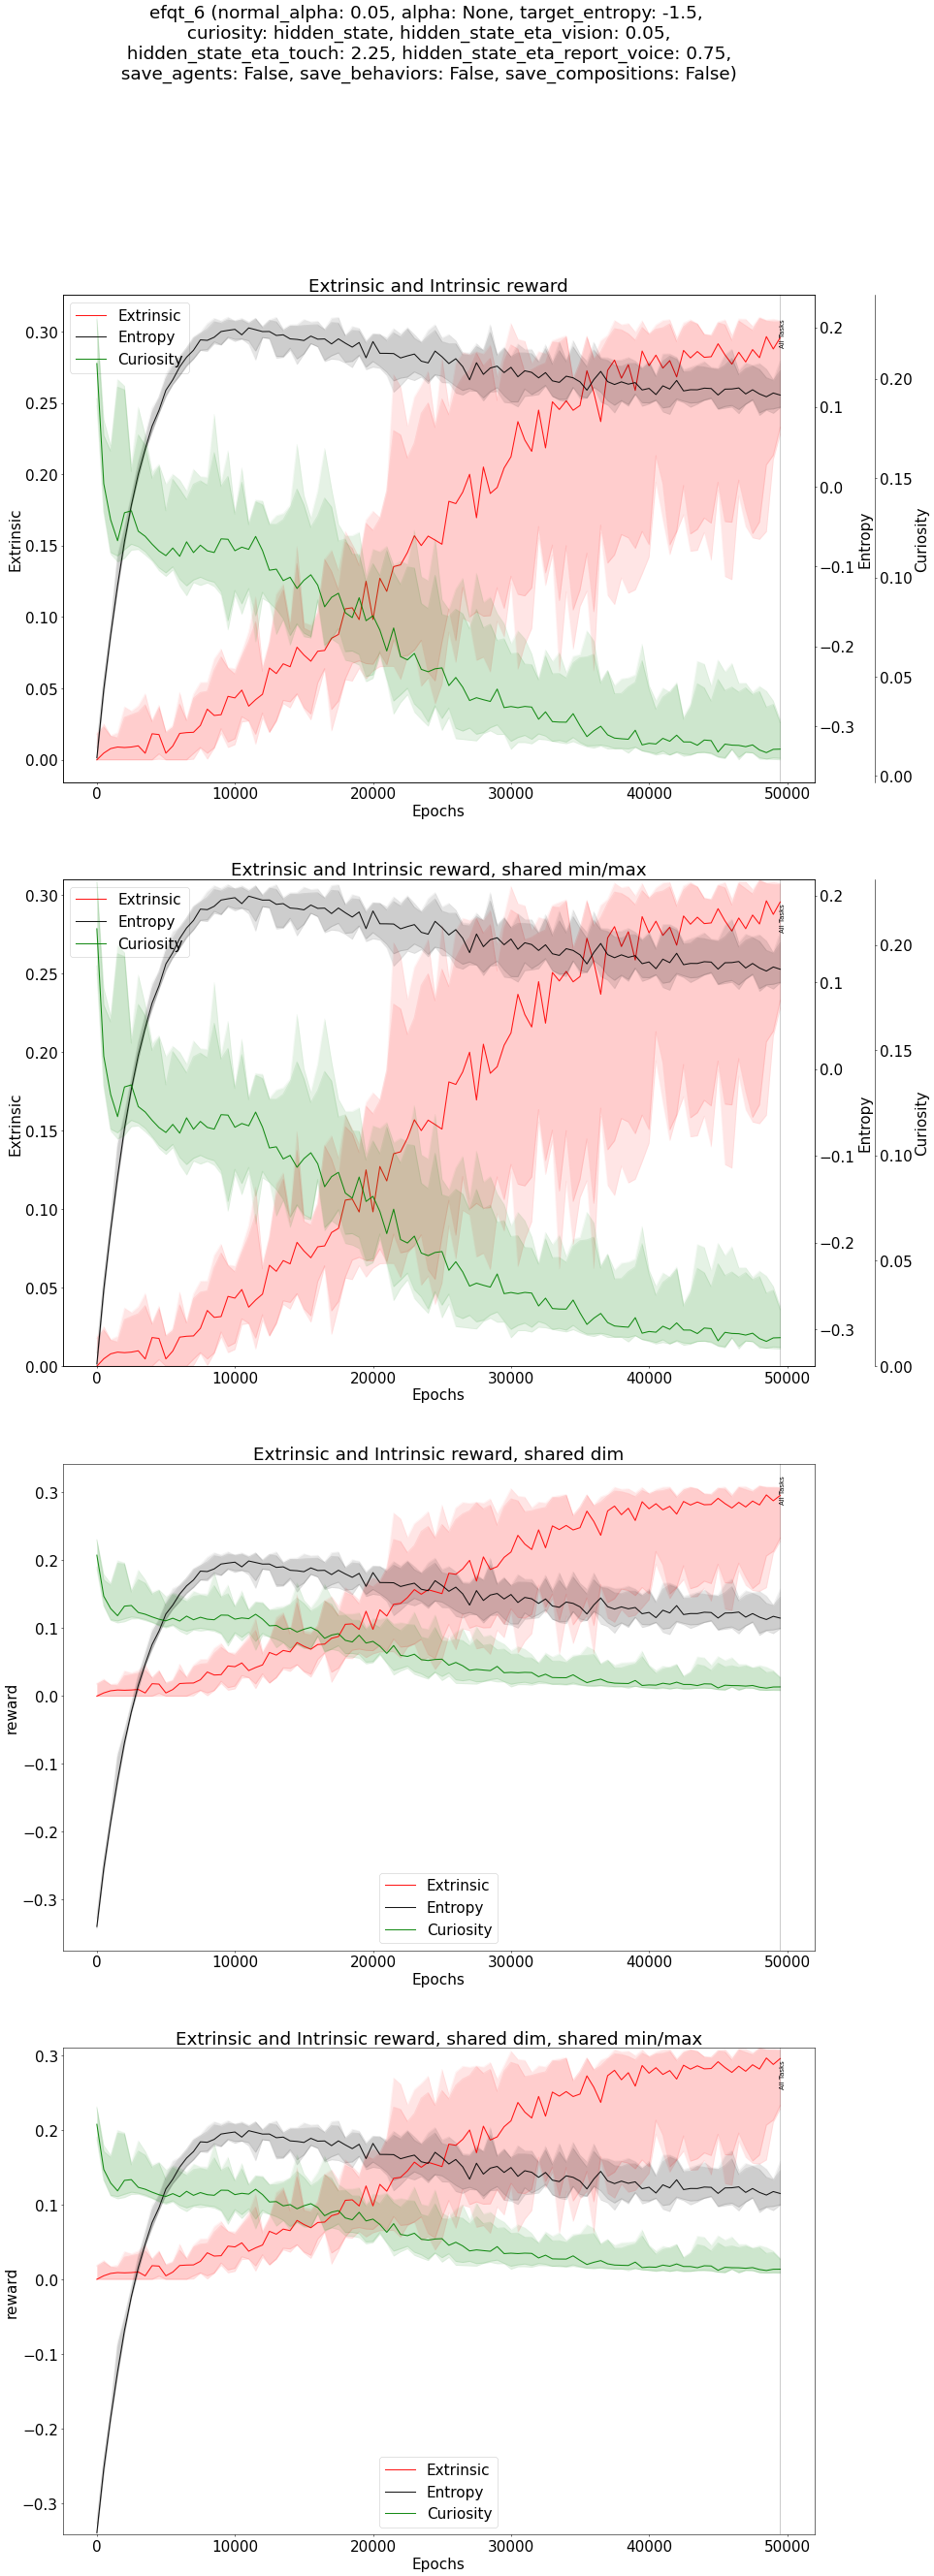 efqt_6 (normal_alpha: 0.05, alpha: None, target_entropy: -1.5,
curiosity: hidden_state, hidden_state_eta_vision: 0.05,
hidden_state_eta_touch: 2.25, hidden_state_eta_report_voice: 0.75,
save_agents: False, save_behaviors: False, save_compositions: False)
Extrinsic and Intrinsic reward
Extrinsic
Entropy
Curiosity
All Tasks
0.30
0.25
0.20
0.15
0.10
0.05
0.00
Extrinsic
0.2
0.1
0.0
−0.1
−0.2
−0.3
Entropy
0.20
0.15
0.10
0.05
0.00
Curiosity
0 10000 20000 30000 40000 50000
Epochs
Extrinsic and Intrinsic reward, shared min/max
Extrinsic
Entropy
Curiosity
All Tasks
0.30
0.25
0.20
0.15
0.10
0.05
0.00
Extrinsic
0.2
0.1
0.0
−0.1
−0.2
−0.3
Entropy
0.20
0.15
0.10
0.05
0.00
Curiosity
0 10000 20000 30000 40000 50000
Epochs
Extrinsic and Intrinsic reward, shared dim
All Tasks
0.3
0.2
0.1
0.0
−0.1
−0.2
−0.3
reward
Extrinsic
Entropy
Curiosity
0 10000 20000 30000 40000 50000
Epochs
Extrinsic and Intrinsic reward, shared dim, shared min/max
All Tasks
0.3
0.2
0.1
0.0
−0.1
−0.2
−0.3
reward
Extrinsic
Entropy
Curiosity
0 10000 20000 30000 40000 50000
Epochs